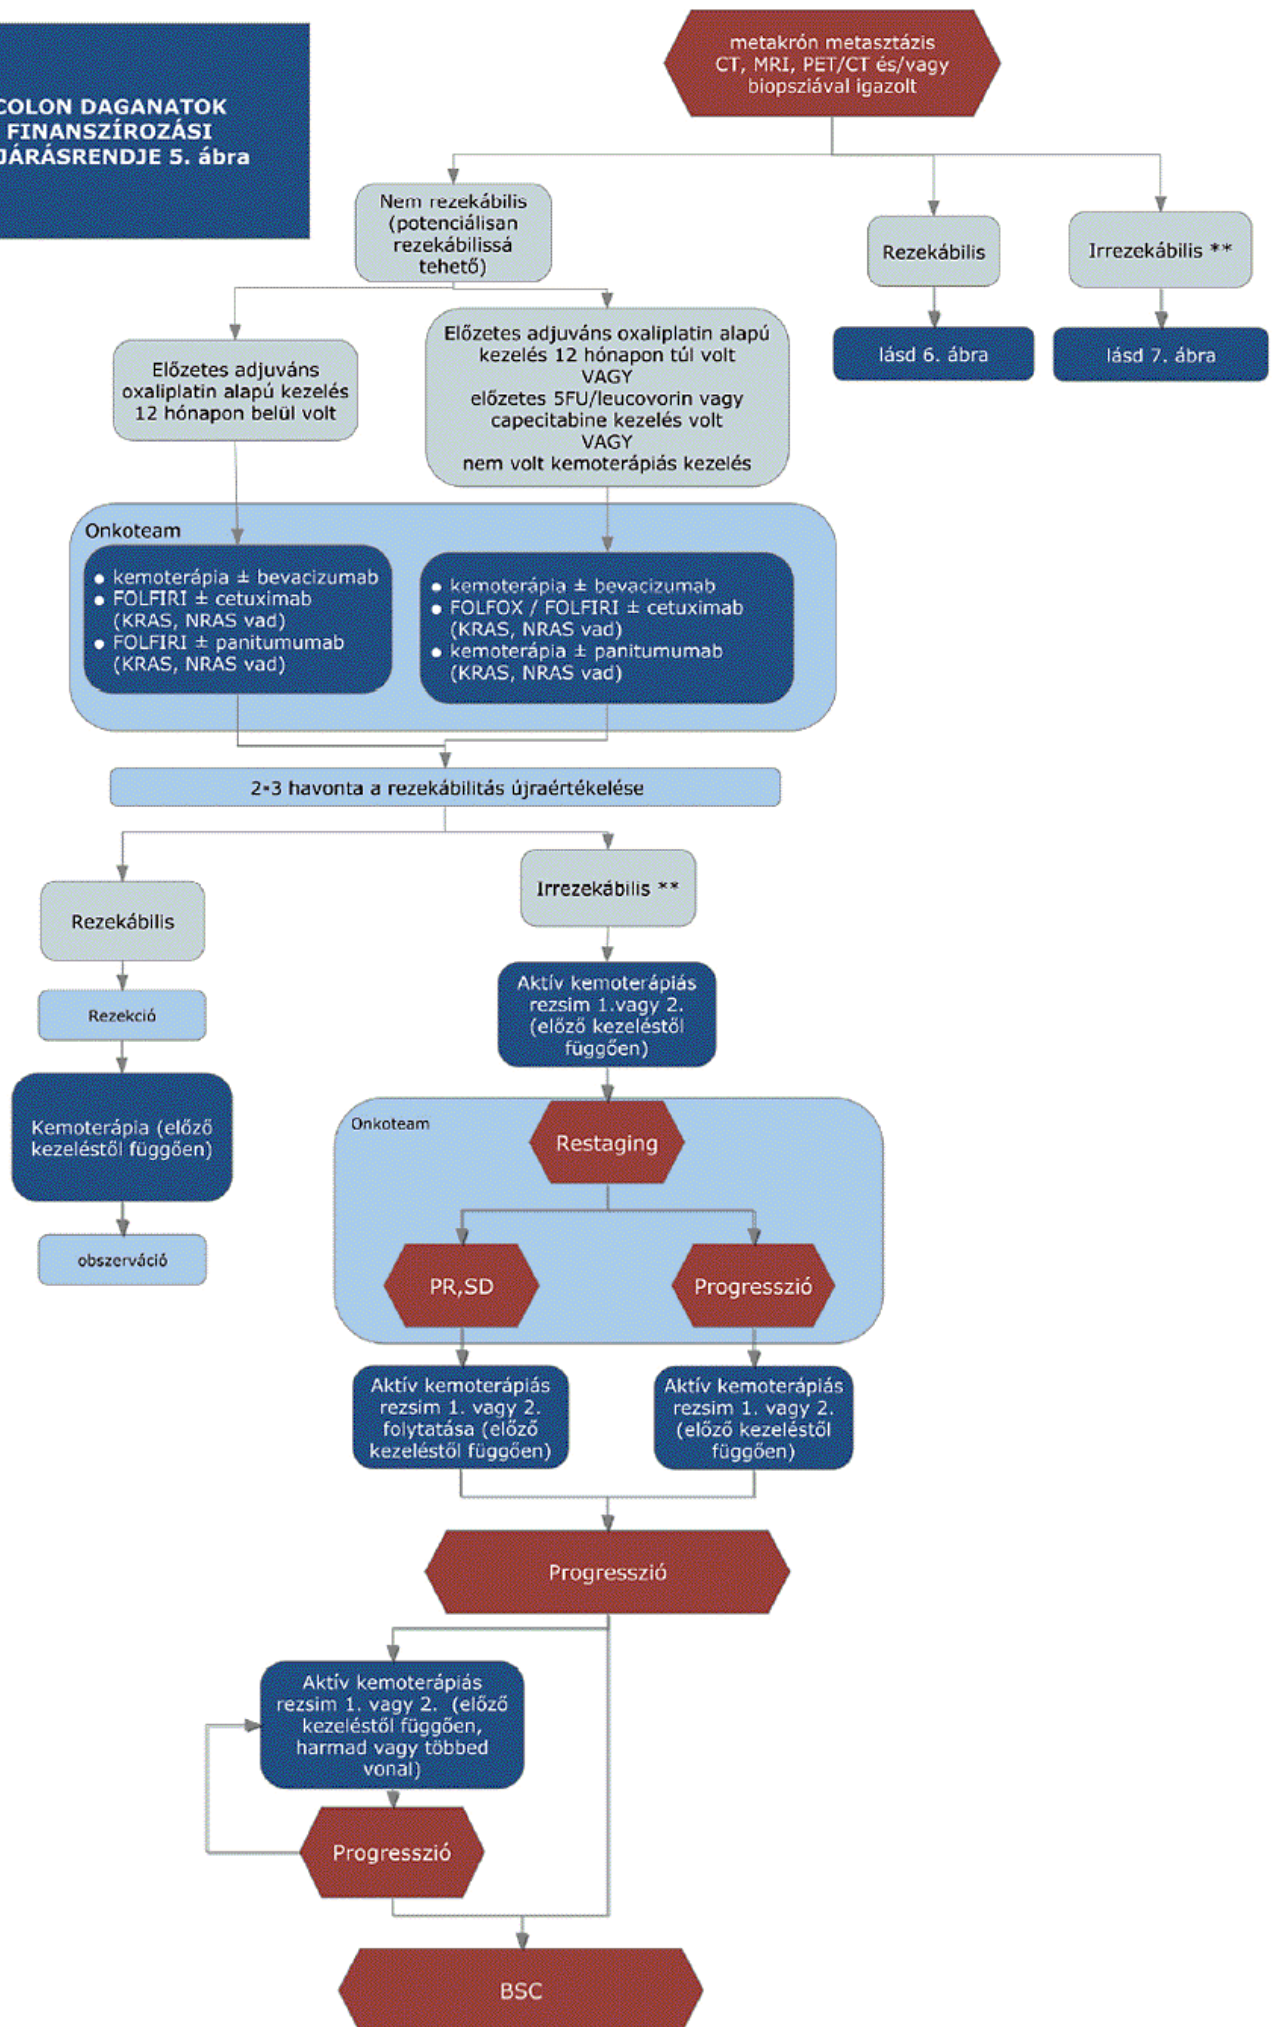 COLON DAGANATOK
FINANSZÍROZÁSI
JÁRÁSRENDJE 5. ábra
metakrón metasztázis
CT, MRI, PET/CT és/vagy
biopsziával igazolt
Nem rezekábilis
(potenciálisan
rezekábilissá
tehető)
Rezekábilis
Irrezekábilis **
lásd 6. ábra
lásd 7. ábra
Előzetes adjuváns
oxaliplatin alapú kezelés
12 hónapon belül volt
Előzetes adjuváns oxaliplatin alapú
kezelés 12 hónapon túl volt
VAGY
előzetes 5FU/leucovorin vagy
capecitabine kezelés volt
VAGY
nem volt kemoterápiás kezelés
Onkoteam
● kemoterápia ± bevacizumab
● FOLFIRI ± cetuximab
(KRAS, NRAS vad)
● FOLFIRI ± panitumumab
(KRAS, NRAS vad)
● kemoterápia ± bevacizumab
● FOLFOX / FOLFIRI ± cetuximab
(KRAS, NRAS vad)
● kemoterápia ± panitumumab
(KRAS, NRAS vad)
2-3 havonta a rezekábilitás újraértékelése
Rezekábilis
Irrezekábilis **
Rezekció
Aktív kemoterápiás
rezsim 1.vagy 2.
(előző kezeléstől
függően)
Kemoterápia (előző
kezeléstől függően)
obszerváció
Onkoteam
Restaging
PR,SD
Progresszió
Aktív kemoterápiás
rezsim 1. vagy 2.
folytatása (előző
kezeléstől függően)
Aktív kemoterápiás
rezsim 1. vagy 2.
(előző kezeléstől
függően)
Progresszió
Aktív kemoterápiás
rezsim 1. vagy 2. (előző
kezeléstől függően,
harmad vagy többed
vonal)
Progresszió
BSC